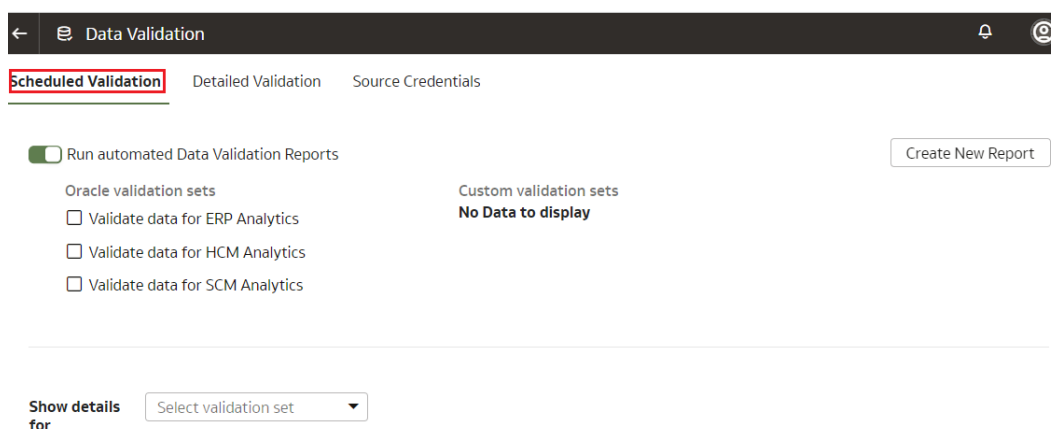 Data Validation
Scheduled Validation Detailed Validation Source Credentials
Run automated Data Validation Reports Create New Report
Oracle validation sets Custom validation sets
Validate data for ERP Analytics No Data to display
Validate data for HCM Analytics
Validate data for SCM Analytics
Show details Select validation set
for